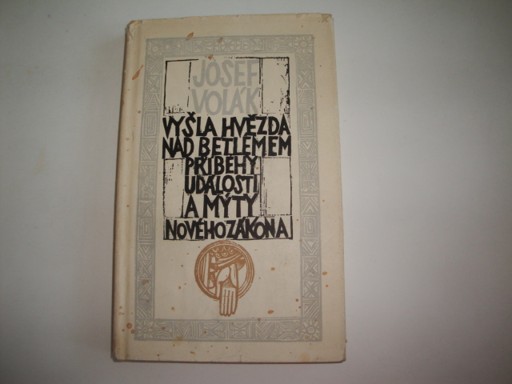 JOSEF
VOLÁK
VYŠLA HVĚZDA
NAD BETLÉMEM
PŘÍBĚHY
UDÁLOSTI
A MÝTY
NOVÉHO ZÁKONA